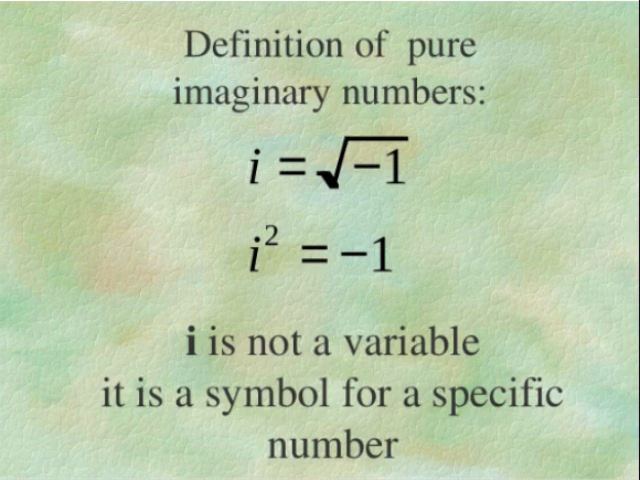 Definition of pure
imaginary numbers:
i = √−1
i² = −1
i is not a variable
it is a symbol for a specific
number